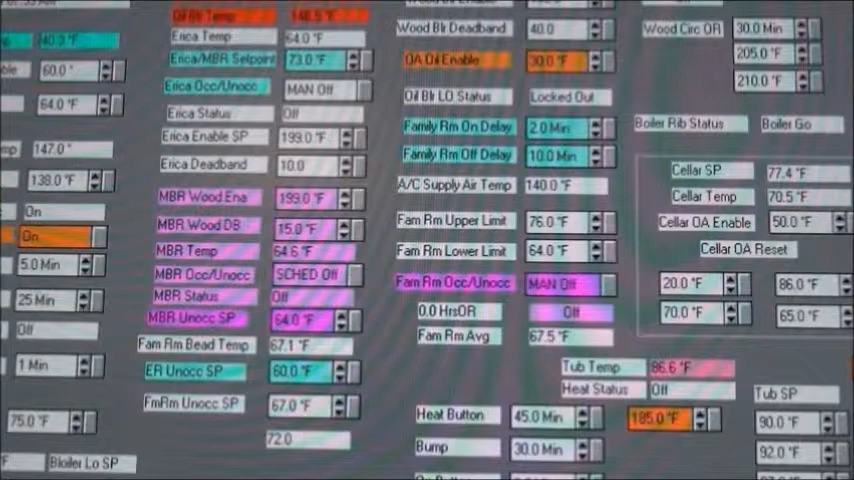 Oil Blr Temp 148.5 °F
Erica Temp 64.0 °F
Erica/MBR Setpoint 73.0 °F
Erica Occ/Unocc MAN Off
Erica Status Off
Erica Enable SP 199.0 °F
Erica Deadband 10.0
MBR Wood Ena 199.0 °F
MBR Wood DB 15.0 °F
MBR Temp 64.6 °F
MBR Occ/Unocc SCHED Off
MBR Status Off
MBR Unocc SP 64.0 °F
Fam Rm Bead Temp 67.1 °F
ER Unocc SP 60.0 °F
FmRm Unocc SP 67.0 °F
72.0
40.3 °F
60.0 °
64.0 °F
147.0 °
138.0 °F
On
On
5.0 Min
25 Min
Off
1 Min
75.0 °F
°F Bloiler Lo SP
Wood Blr Deadband 40.0
OA Oil Enable 30.0 °F
Oil Blr LO Status Locked Out
Family Rm On Delay 2.0 Min
Family Rm Off Delay 10.0 Min
A/C Supply Air Temp 140.0 °F
Fam Rm Upper Limit 76.0 °F
Fam Rm Lower Limit 64.0 °F
Fam Rm Occ/Unocc MAN Off
0.0 HrsOR Off
Fam Rm Avg 67.5 °F
Wood Circ OR 30.0 Min
205.0 °F
210.0 °F
Boiler Rib Status Boiler Go
Cellar SP 77.4 °F
Cellar Temp 70.5 °F
Cellar OA Enable 50.0 °F
Cellar OA Reset
20.0 °F 86.0 °F
70.0 °F 65.0 °F
Tub Temp 86.6 °F
Heat Status Off
Tub SP
Heat Button 45.0 Min 185.0 °F 90.0 °F
Bump 30.0 Min 92.0 °F